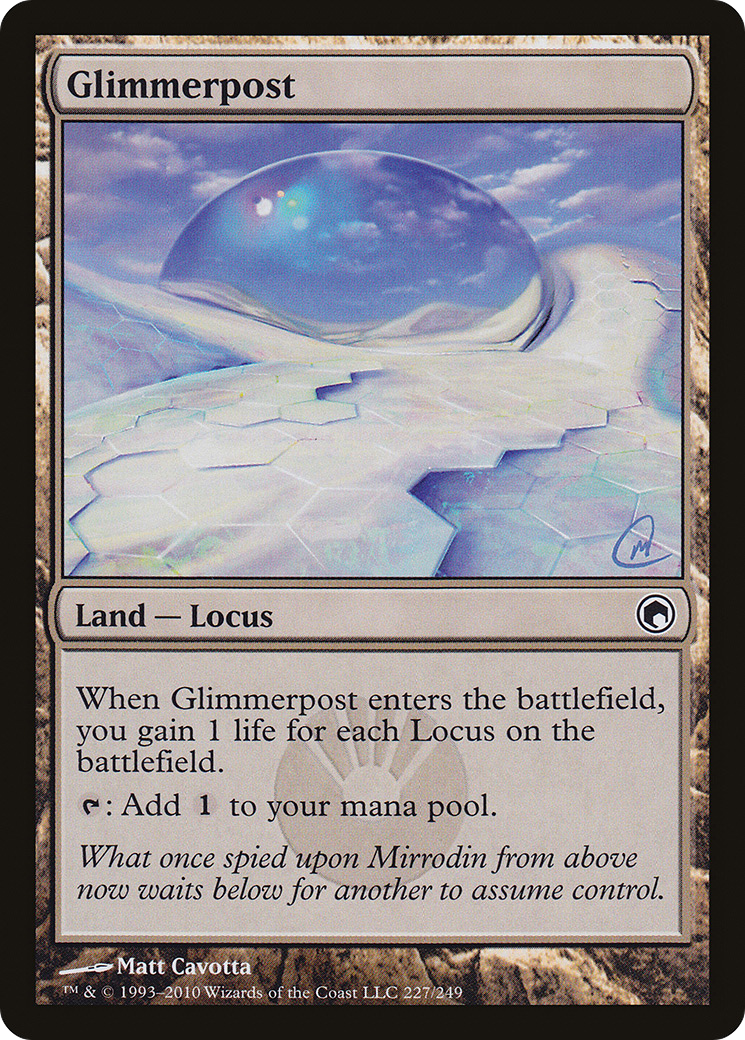 Glimmerpost
Land — Locus
When Glimmerpost enters the battlefield,
you gain 1 life for each Locus on the
battlefield.
: Add 1 to your mana pool.
What once spied upon Mirrodin from above
now waits below for another to assume control.
Matt Cavotta
™ & © 1993–2010 Wizards of the Coast LLC 227/249